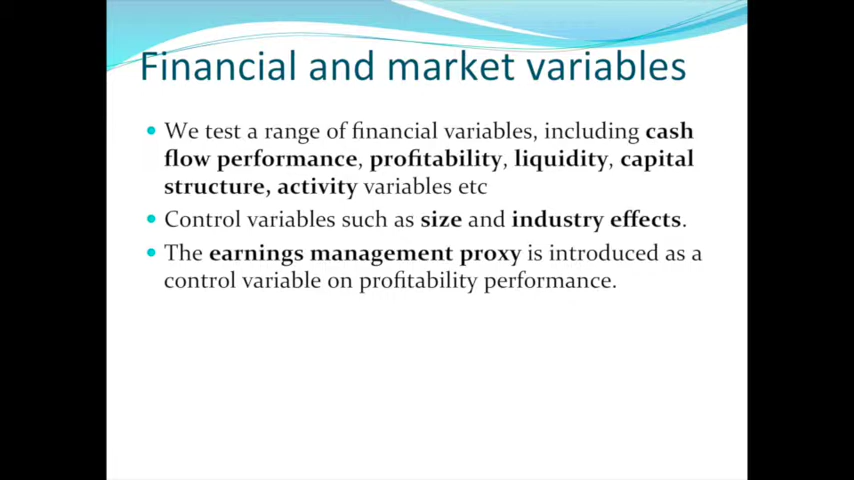 Financial and market variables
We test a range of financial variables, including cash
flow performance, profitability, liquidity, capital
structure, activity variables etc
Control variables such as size and industry effects.
The earnings management proxy is introduced as a
control variable on profitability performance.